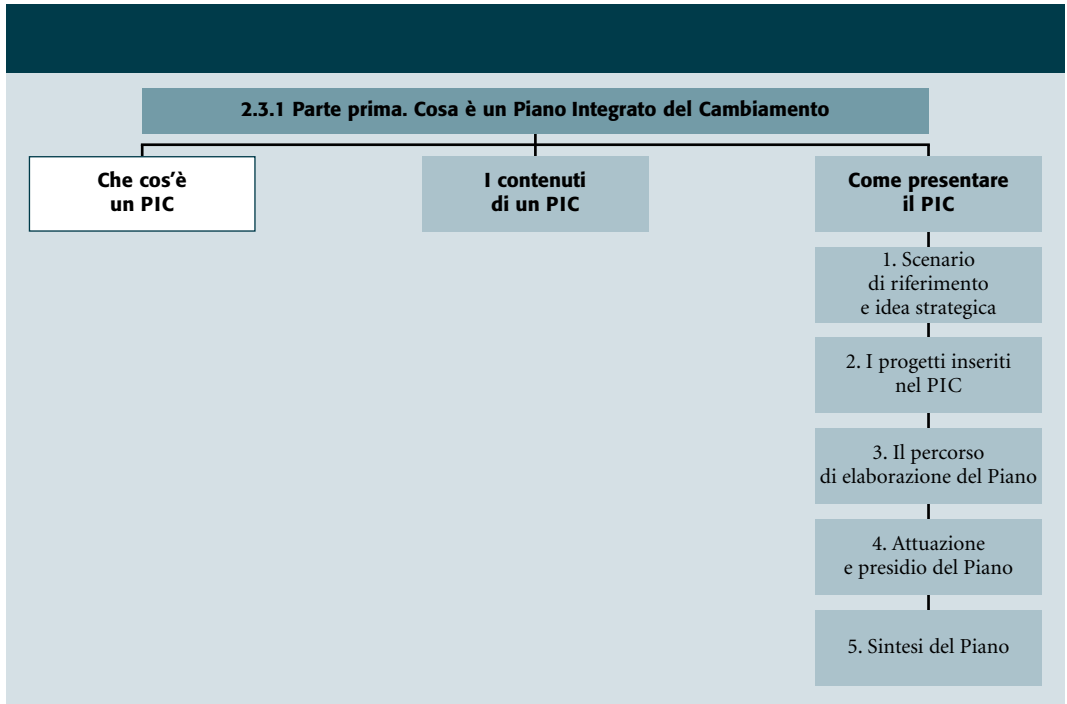 2.3.1 Parte prima. Cosa è un Piano Integrato del Cambiamento
Che cos'è
un PIC
I contenuti
di un PIC
Come presentare
il PIC
1. Scenario
di riferimento
e idea strategica
2. I progetti inseriti
nel PIC
3. Il percorso
di elaborazione del Piano
4. Attuazione
e presidio del Piano
5. Sintesi del Piano